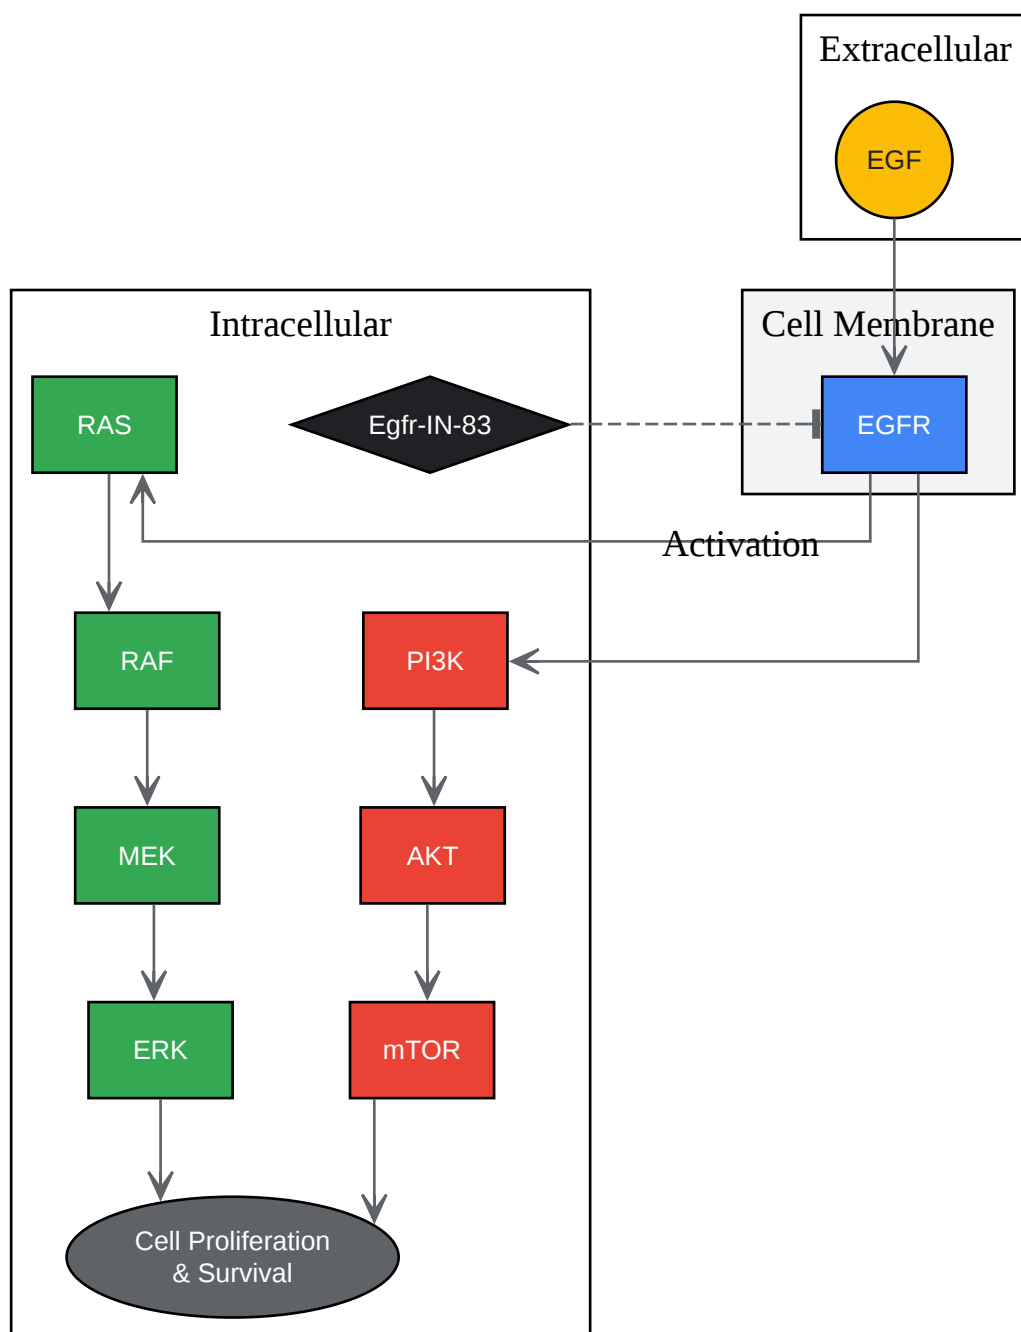 Extracellular
EGF
Intracellular
Cell Membrane
RAS
Egfr-IN-83
EGFR
Activation
RAF
PI3K
MEK
AKT
ERK
mTOR
Cell Proliferation
& Survival